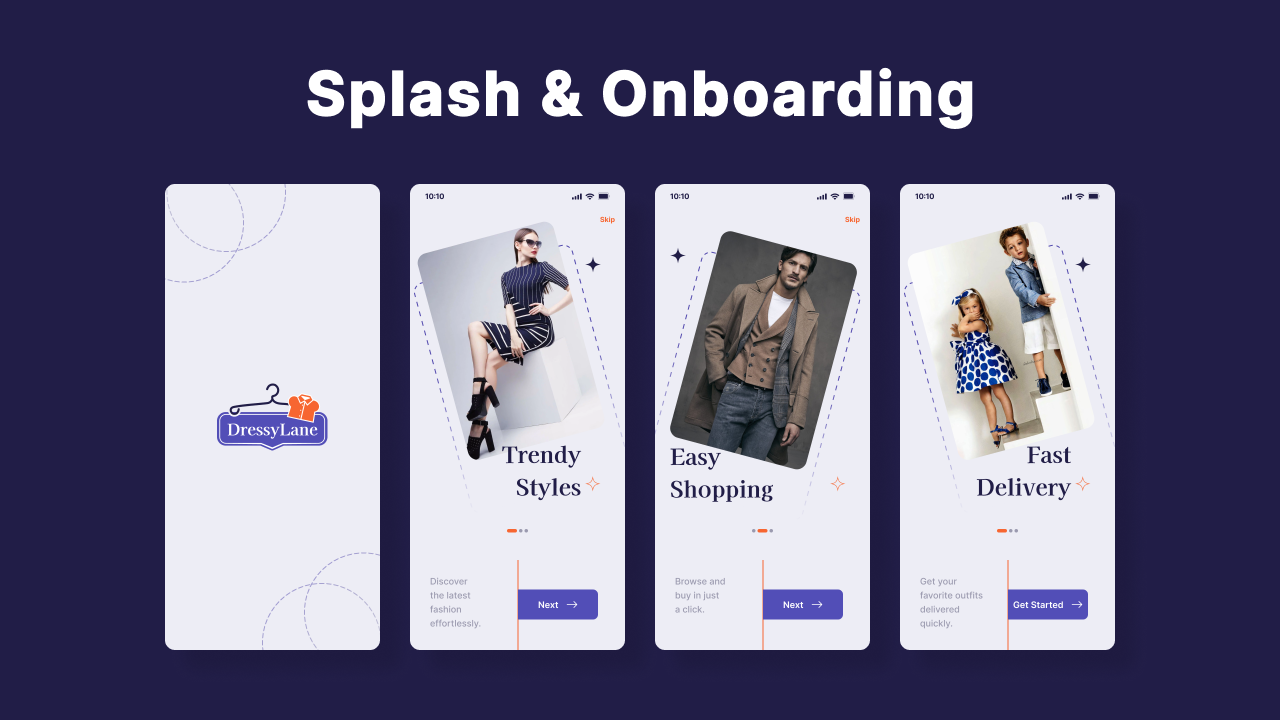 Splash & Onboarding
DressyLane
10:10
Skip
Trendy
Styles
Discover
the latest
fashion
effortlessly.
Next
10:10
Skip
Easy
Shopping
Browse and
buy in just
a click.
Next
10:10
Fast
Delivery
Get your
favorite outfits
delivered
quickly.
Get Started